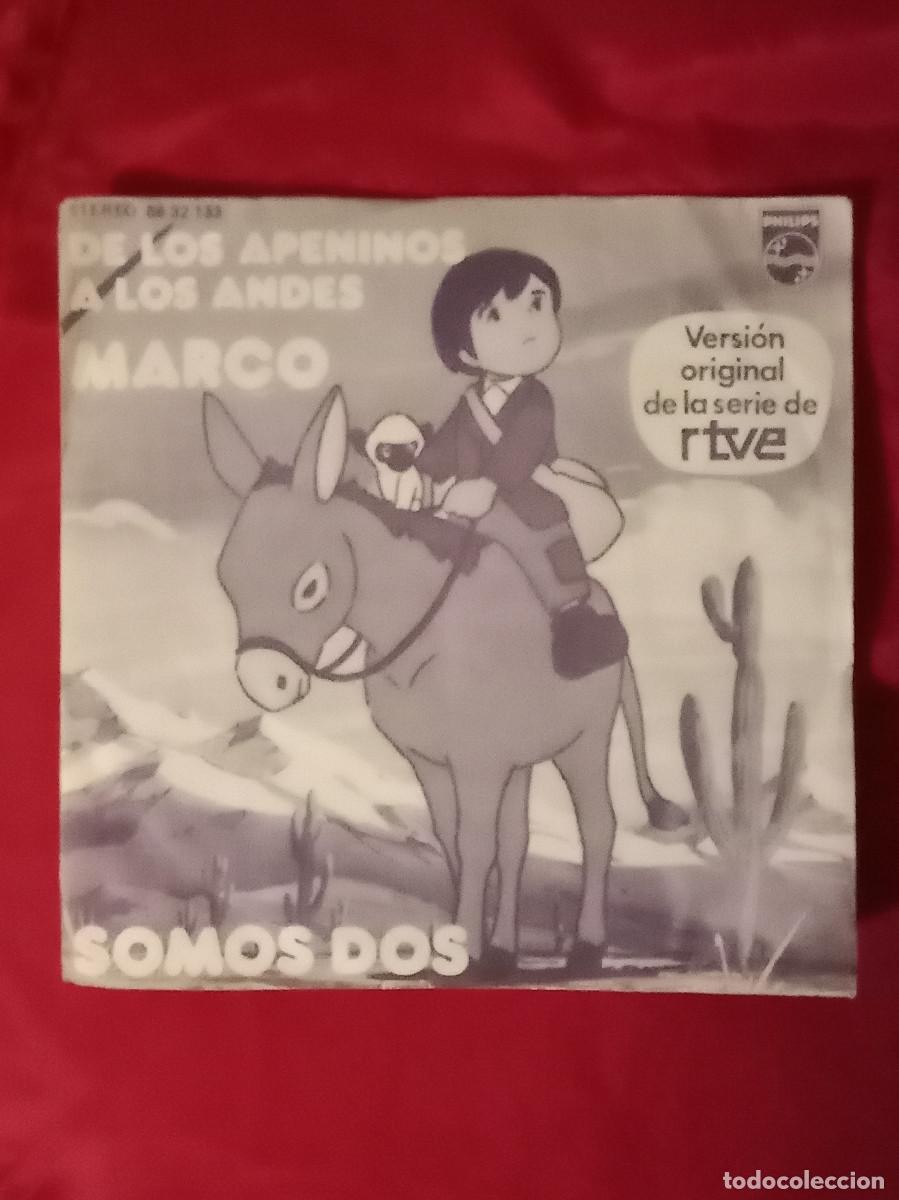 STEREO 60 32 133
DE LOS APENINOS
A LOS ANDES
MARCO
PHILIPS
Versión
original
de la serie de
rtve
SOMOS DOS
todocoleccion